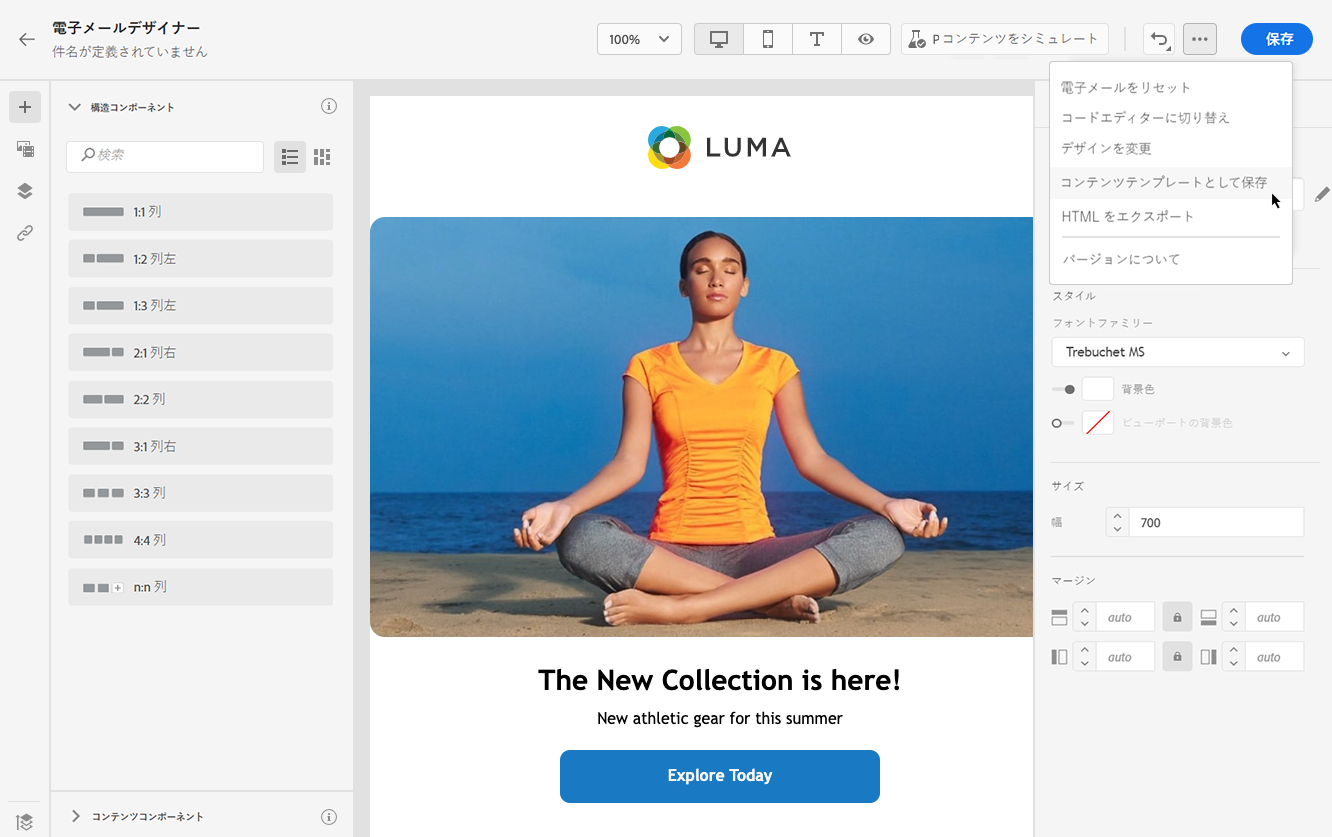 電子メールデザイナー
件名が定義されていません
100%
P コンテンツをシミュレート
保存
電子メールをリセット
コードエディターに切り替え
デザインを変更
コンテンツテンプレートとして保存
HTML をエクスポート
バージョンについて
構造コンポーネント
検索
1:1 列
1:2 列左
1:3 列左
2:1 列右
2:2 列
3:1 列右
3:3 列
4:4 列
n:n 列
コンテンツコンポーネント
LUMA
The New Collection is here!
New athletic gear for this summer
Explore Today
スタイル
フォントファミリー
Trebuchet MS
背景色
ビューポートの背景色
サイズ
幅
700
マージン
auto
auto
auto
auto